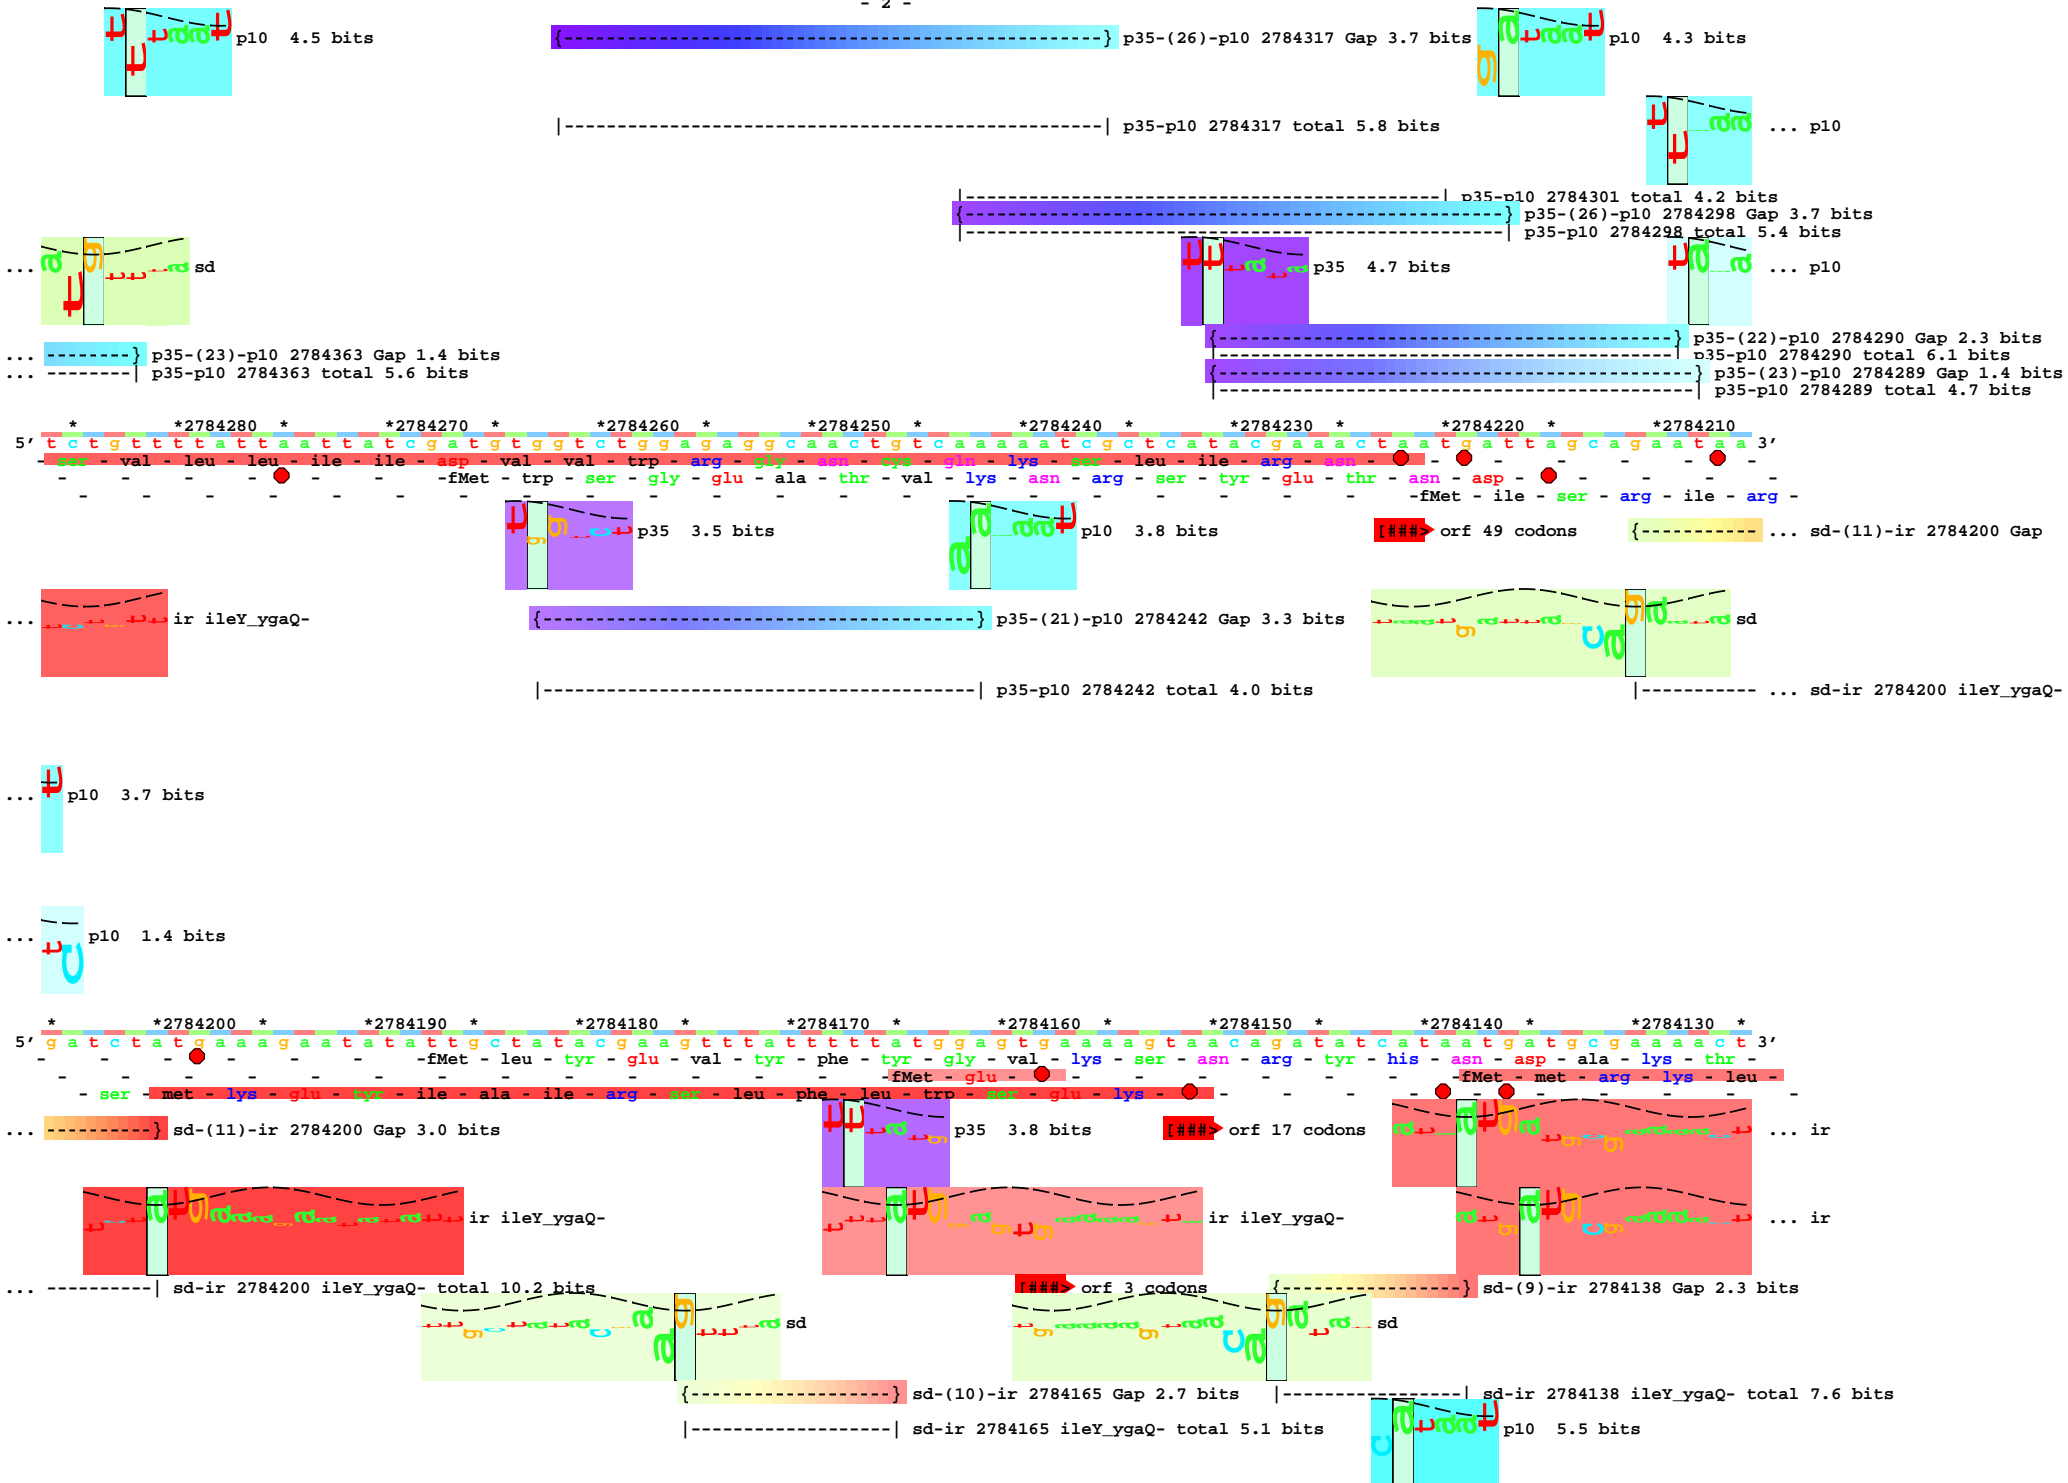 - 2 -
p10 4.5 bits
{--------------------------------------------} p35-(26)-p10 2784317 Gap 3.7 bits
p10 4.3 bits
|--------------------------------------------| p35-p10 2784317 total 5.8 bits
... p10
|---------------------------------------| p35-p10 2784301 total 4.2 bits
{--------------------------------------------} p35-(26)-p10 2784298 Gap 3.7 bits
|--------------------------------------------| p35-p10 2784298 total 5.4 bits
... sd
p35 4.7 bits
... p10
{-------------------------------------} p35-(22)-p10 2784290 Gap 2.3 bits
... -------} p35-(23)-p10 2784363 Gap 1.4 bits
|-------------------------------------| p35-p10 2784290 total 6.1 bits
... -------| p35-p10 2784363 total 5.6 bits
{---------------------------------------} p35-(23)-p10 2784289 Gap 1.4 bits
|---------------------------------------| p35-p10 2784289 total 4.7 bits
* *2784280 * *2784270 * *2784260 * *2784250 * *2784240 * *2784230 * *2784220 * *2784210
5' t c t g t t t t a t t a a t t a t c g a t g t g g t c t g g a g a g g c a a c t g t c a a a a a t c g c t c a t a c g a a a c t a a t g a t t a g c a g a a t a a 3'
- ser - val - leu - leu - ile - ile - asp - val - val - trp - arg - gly - asn - cys - gln - lys - ser - leu - ile - arg - asn - - - - - -
- - - - - - -fMet - trp - ser - gly - glu - ala - thr - val - lys - asn - arg - ser - tyr - glu - thr - asn - asp - - - - -
- - - - - - - - - - - - - - - - - - - - -fMet - ile - ser - arg - ile - arg -
p35 3.5 bits
p10 3.8 bits
[###> orf 49 codons
{---------- ... sd-(11)-ir 2784200 Gap
... ir ileY_ygaQ-
{-----------------------------------} p35-(21)-p10 2784242 Gap 3.3 bits
sd
|-----------------------------------| p35-p10 2784242 total 4.0 bits
|---------- ... sd-ir 2784200 ileY_ygaQ-
... p10 3.7 bits
... p10 1.4 bits
* *2784200 * *2784190 * *2784180 * *2784170 * *2784160 * *2784150 * *2784140 * *2784130 *
5' g a t c t a t g a a a g a a t a t a t t g c t a t a c g a a g t t t a t t t t t a t g g a g t g a a a a g t a a c a g a t a t c a t a a t g a t g c g a a a a c t 3'
- - - - - - -fMet - leu - tyr - glu - val - tyr - phe - tyr - gly - val - lys - ser - asn - arg - tyr - his - asn - asp - ala - lys - thr -
- - - - - - - - - - - - - -fMet - glu - - - - - - - -fMet - met - arg - lys - leu -
- ser - met - lys - glu - tyr - ile - ala - ile - arg - ser - leu - phe - leu - trp - ser - glu - lys - - - - - - - - - -
... ---------} sd-(11)-ir 2784200 Gap 3.0 bits
p35 3.8 bits
[###> orf 17 codons
... ir
ir ileY_ygaQ-
ir ileY_ygaQ-
... ir
... ---------| sd-ir 2784200 ileY_ygaQ- total 10.2 bits
[###> orf 3 codons
{---------------} sd-(9)-ir 2784138 Gap 2.3 bits
sd
sd
{----------------} sd-(10)-ir 2784165 Gap 2.7 bits
|---------------| sd-ir 2784138 ileY_ygaQ- total 7.6 bits
|----------------| sd-ir 2784165 ileY_ygaQ- total 5.1 bits
p10 5.5 bits